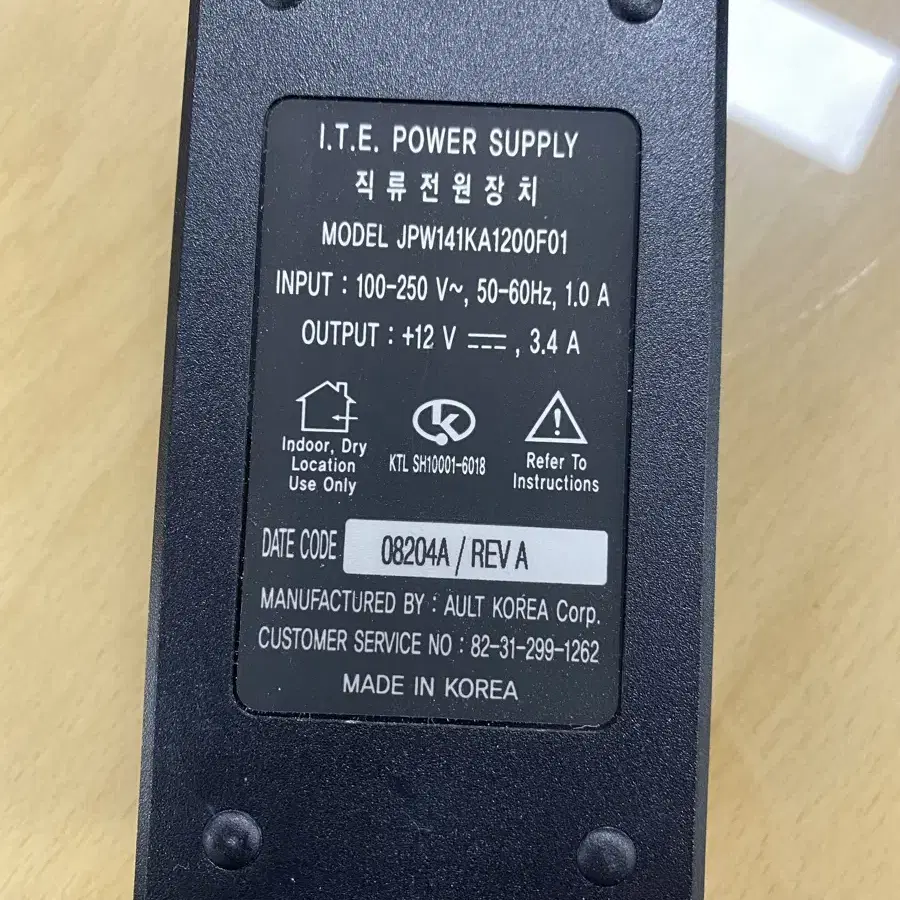 I.T.E. POWER SUPPLY
직류전원장치
MODEL JPW141KA1200F01
INPUT : 100-250 V~, 50-60Hz, 1.0 A
OUTPUT : +12 V ⎓, 3.4 A
Indoor, Dry
Location
Use Only
KTL SH10001-6018
Refer To
Instructions
DATE CODE 08204A / REV A
MANUFACTURED BY : AULT KOREA Corp.
CUSTOMER SERVICE NO : 82-31-299-1262
MADE IN KOREA